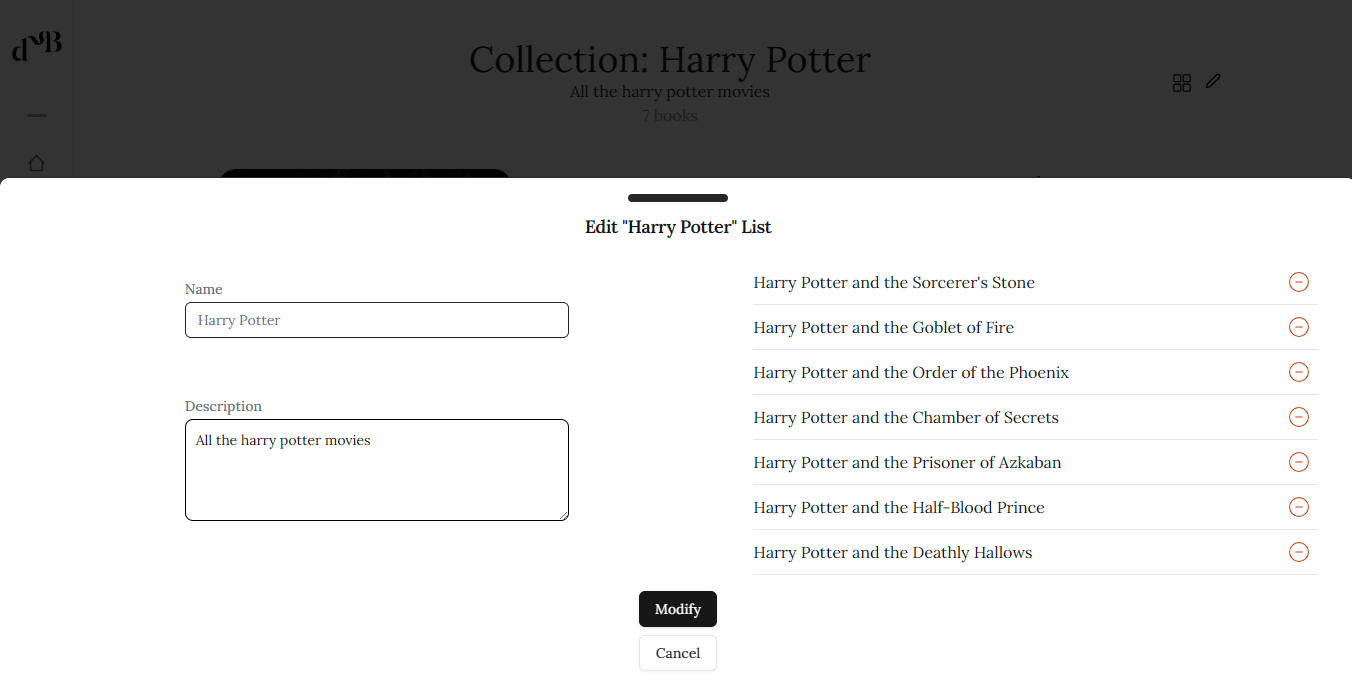 dMB
Collection: Harry Potter
All the harry potter movies
7 books
Edit "Harry Potter" List
Name
Harry Potter
Description
All the harry potter movies
Harry Potter and the Sorcerer's Stone
Harry Potter and the Goblet of Fire
Harry Potter and the Order of the Phoenix
Harry Potter and the Chamber of Secrets
Harry Potter and the Prisoner of Azkaban
Harry Potter and the Half-Blood Prince
Harry Potter and the Deathly Hallows
Modify
Cancel